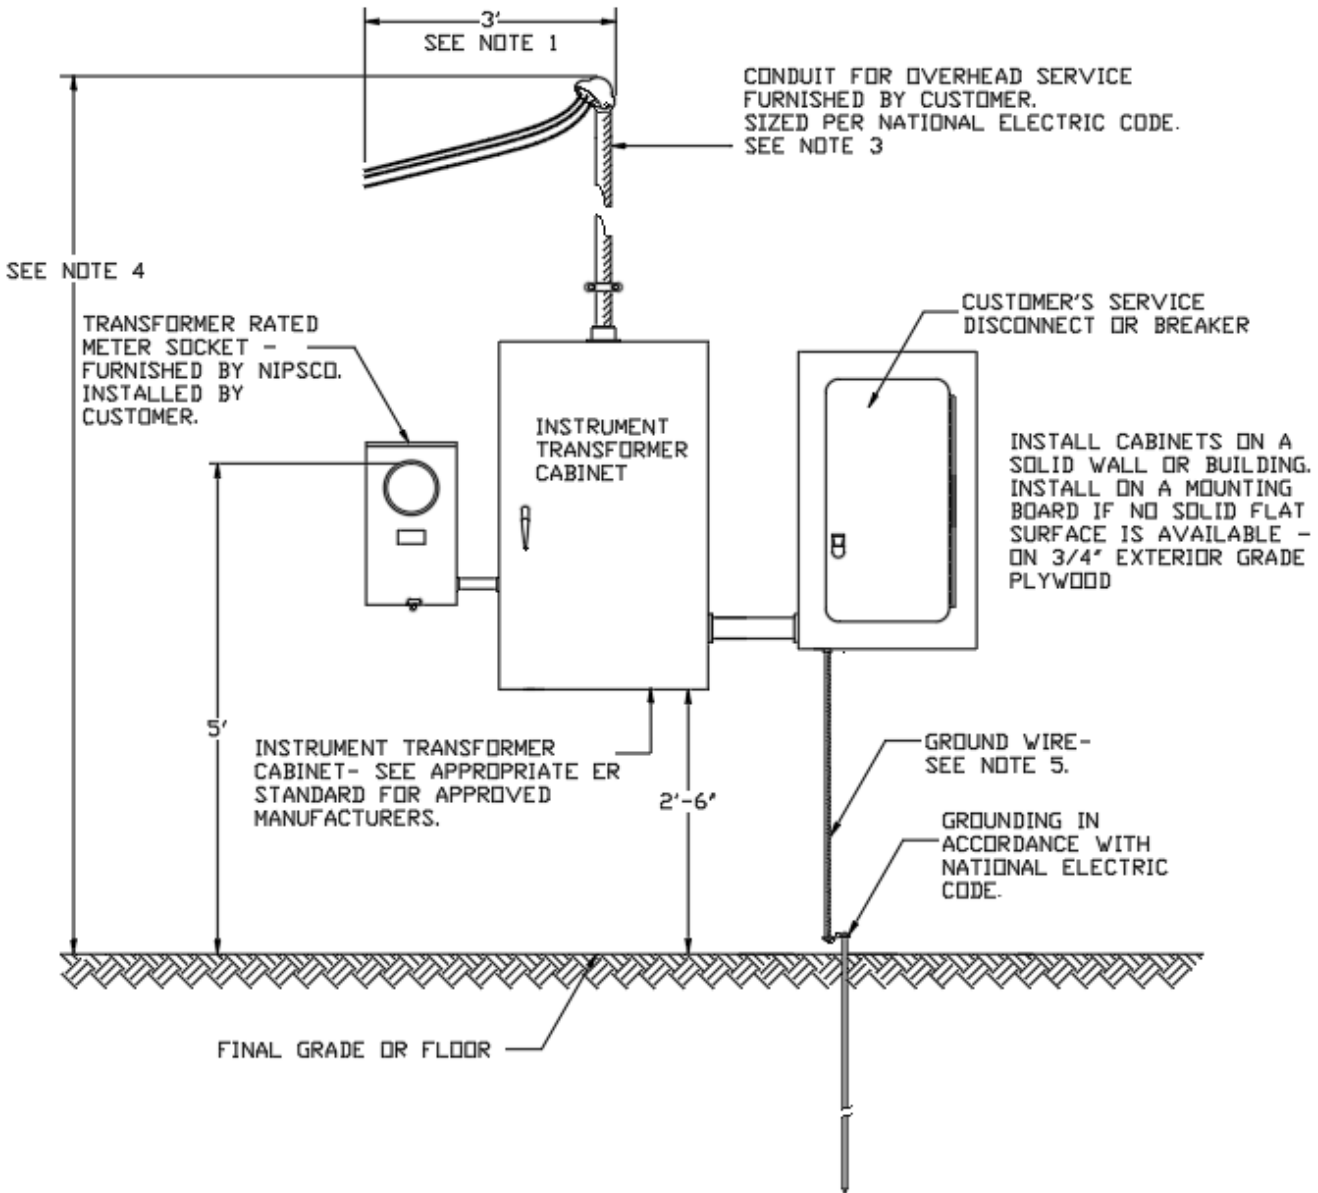 3'
SEE NOTE 1
CONDUIT FOR OVERHEAD SERVICE
FURNISHED BY CUSTOMER.
SIZED PER NATIONAL ELECTRIC CODE.
SEE NOTE 3
SEE NOTE 4
TRANSFORMER RATED
METER SOCKET -
FURNISHED BY NIPSCO.
INSTALLED BY
CUSTOMER.
CUSTOMER'S SERVICE
DISCONNECT OR BREAKER
INSTRUMENT
TRANSFORMER
CABINET
INSTALL CABINETS ON A
SOLID WALL OR BUILDING.
INSTALL ON A MOUNTING
BOARD IF NO SOLID FLAT
SURFACE IS AVAILABLE -
ON 3/4" EXTERIOR GRADE
PLYWOOD
5'
INSTRUMENT TRANSFORMER
CABINET- SEE APPROPRIATE ER
STANDARD FOR APPROVED
MANUFACTURERS.
2'-6"
GROUND WIRE-
SEE NOTE 5.
GROUNDING IN
ACCORDANCE WITH
NATIONAL ELECTRIC
CODE.
FINAL GRADE OR FLOOR